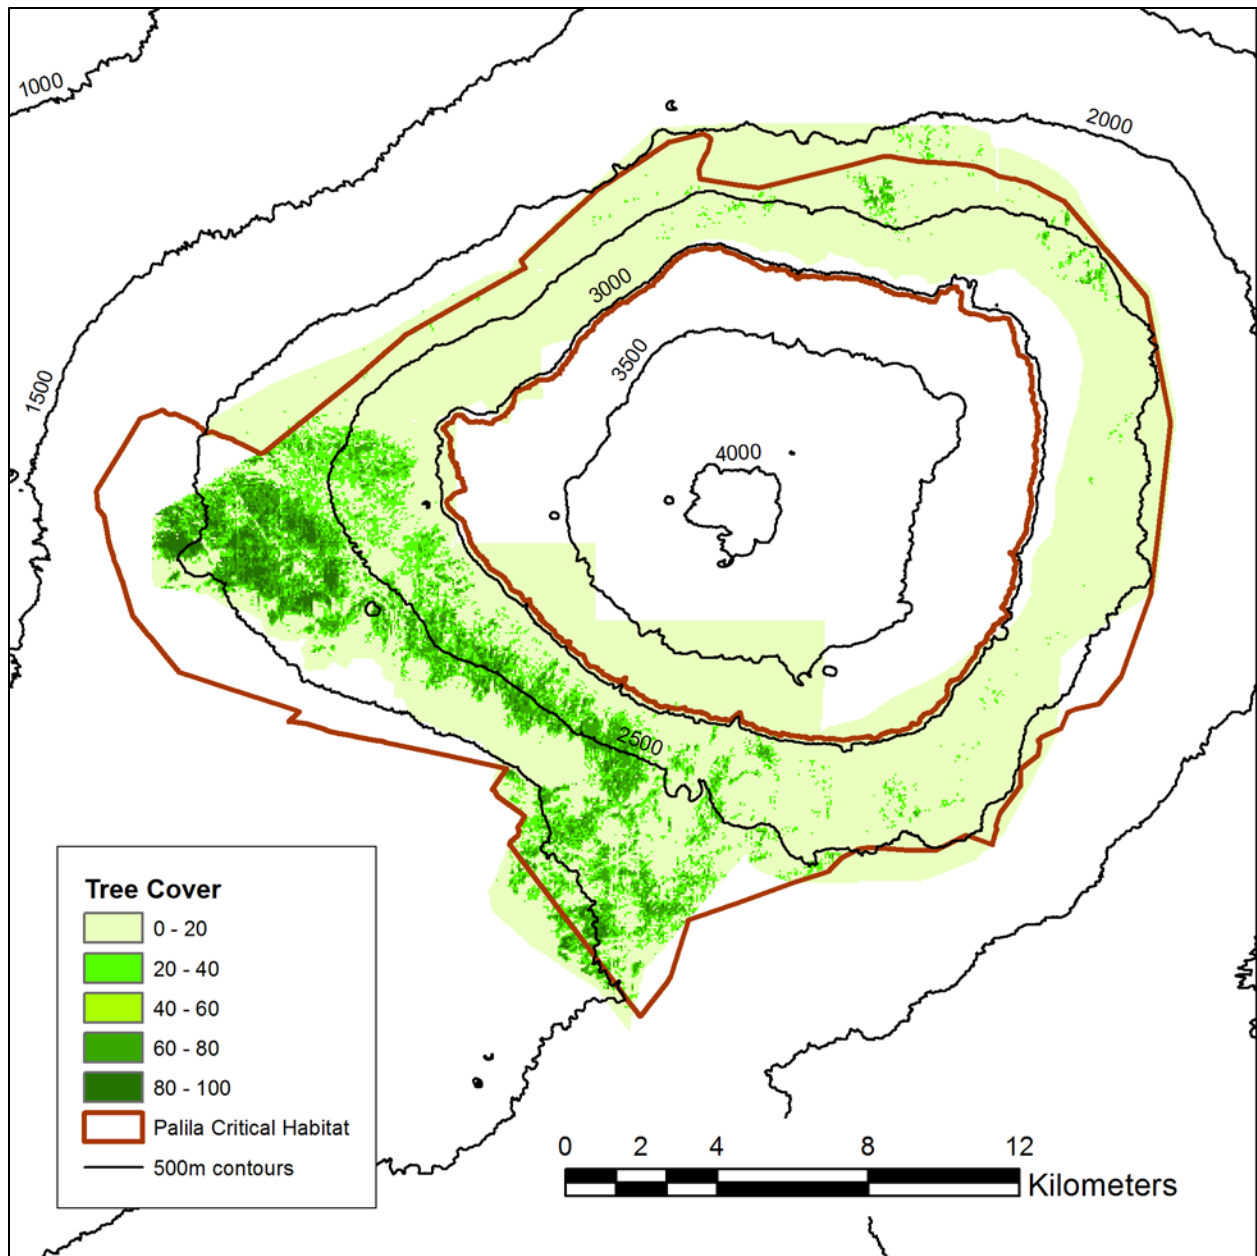 1000
2000
3000
3500
1500
4000
2500
Tree Cover
0 - 20
20 - 40
40 - 60
60 - 80
80 - 100
Palila Critical Habitat
500m contours
0 2 4 8 12
Kilometers